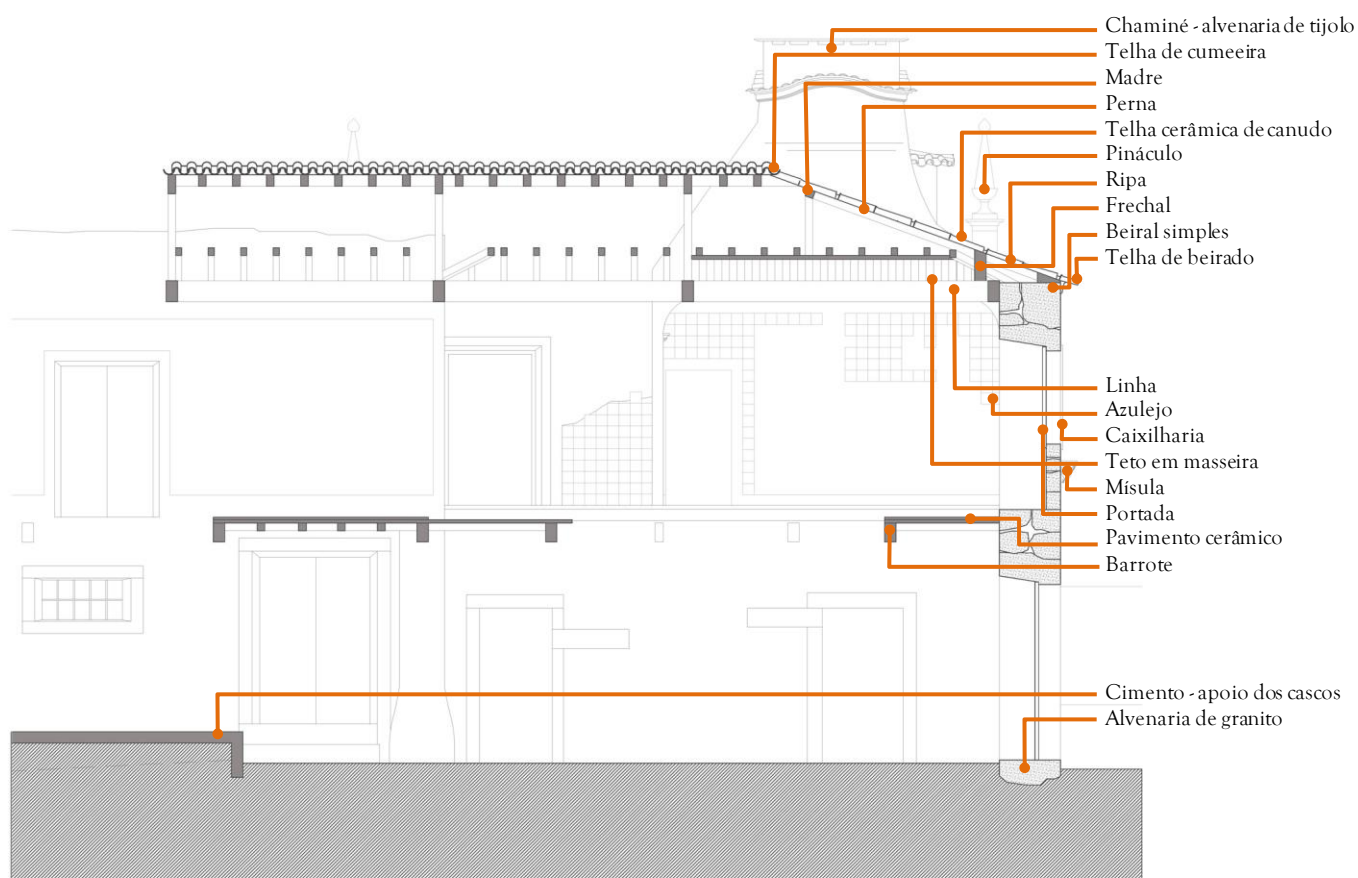 Chaminé - alvenaria de tijolo
Telha de cumeeira
Madre
Perna
Telha cerâmica de canudo
Pináculo
Ripa
Frechal
Beiral simples
Telha de beirado
Linha
Azulejo
Caixilharia
Teto em masseira
Mísula
Portada
Pavimento cerâmico
Barrote
Cimento - apoio dos cascos
Alvenaria de granito